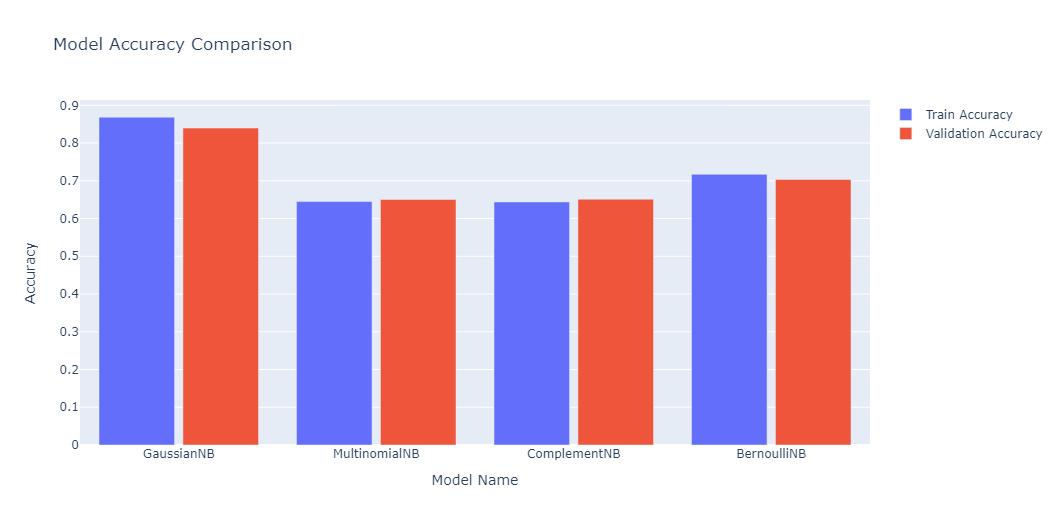 Model Accuracy Comparison
0.9
0.8
0.7
0.6
0.5
0.4
0.3
0.2
0.1
0
Accuracy
GaussianNB
MultinomialNB
ComplementNB
BernoulliNB
Model Name
Train Accuracy
Validation Accuracy